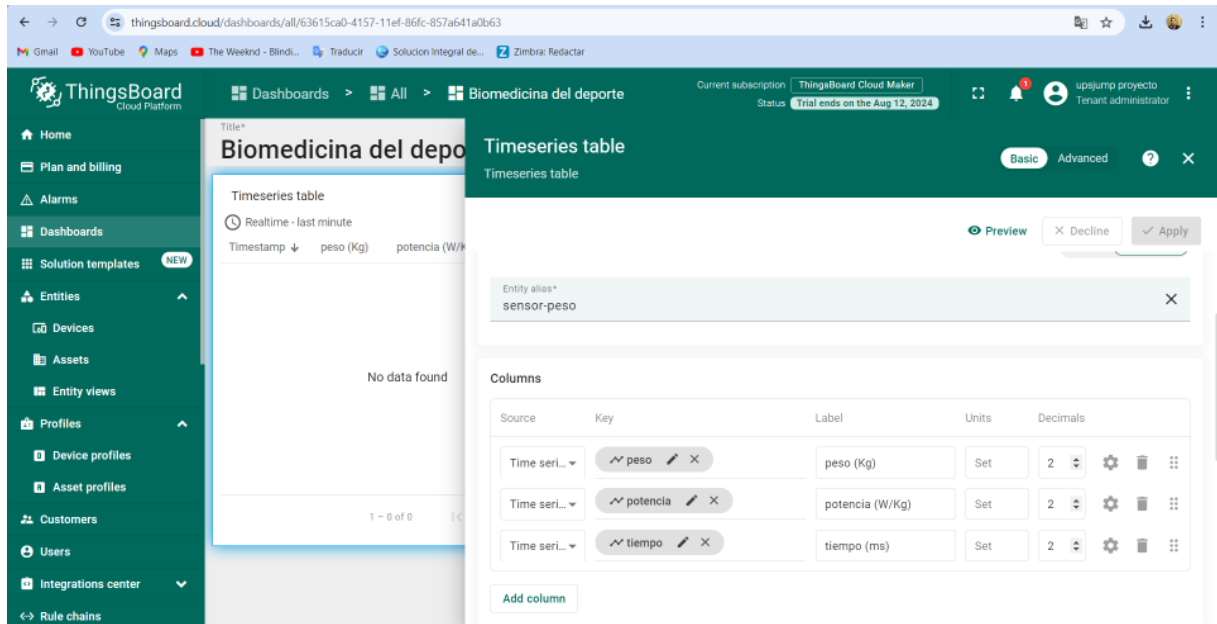 thingsboard.cloud/dashboards/all/63615ca0-4157-11ef-86fc-857a641a0b63
Gmail YouTube Maps The Weeknd - Blindi... Traducir Solucion Integral de... Zimbra: Redactar
ThingsBoard
Cloud Platform
Dashboards > All > Biomedicina del deporte
Current subscription ThingsBoard Cloud Maker
Status Trial ends on the Aug 12, 2024
1
upsjump proyecto
Tenant administrator
Home
Plan and billing
Alarms
Dashboards
Solution templates NEW
Entities
Devices
Assets
Entity views
Profiles
Device profiles
Asset profiles
Customers
Users
Integrations center
Rule chains
Title*
Biomedicina del depo
Timeseries table
Realtime - last minute
Timestamp peso (Kg) potencia (W/K
No data found
1 – 0 of 0
Timeseries table
Timeseries table
Basic Advanced
Preview Decline Apply
Entity alias*
sensor-peso
Columns
Source Key Label Units Decimals
Time seri... peso peso (Kg) Set 2
Time seri... potencia potencia (W/Kg) Set 2
Time seri... tiempo tiempo (ms) Set 2
Add column